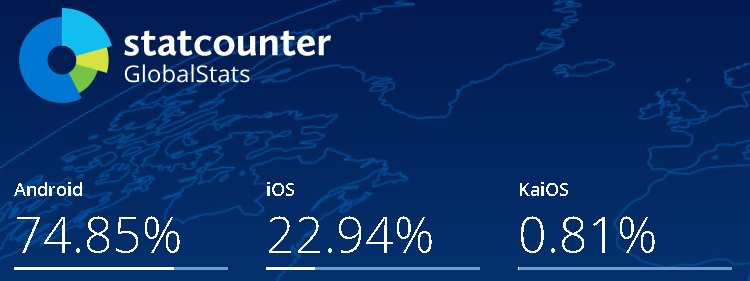 statcounter
GlobalStats
Android
iOS
KaiOS
74.85%
22.94%
0.81%